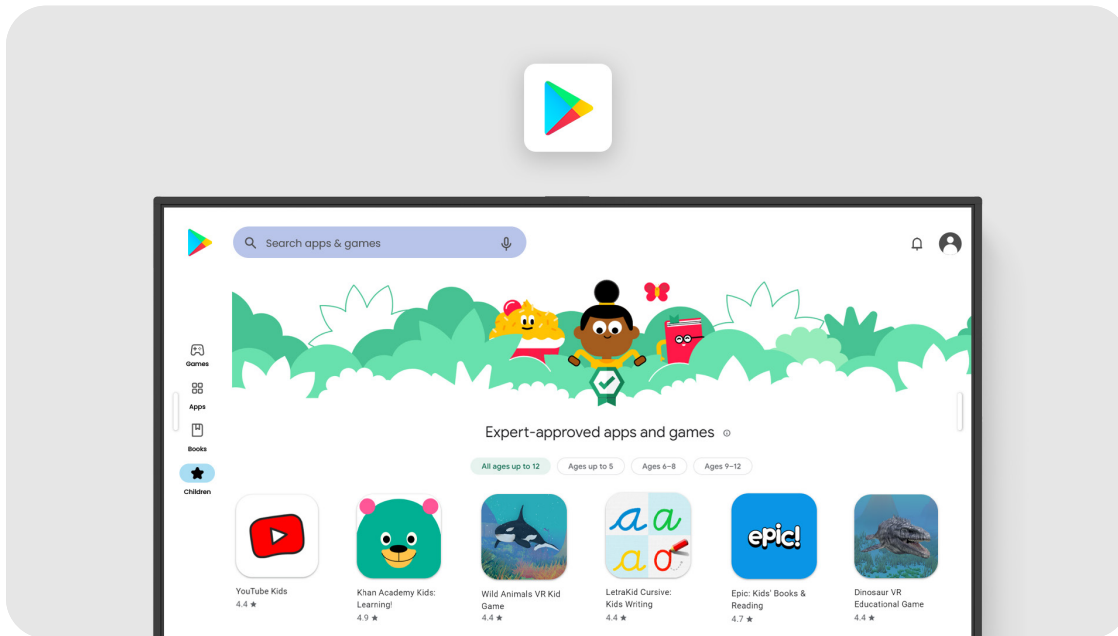 Search apps & games
Games
Apps
Books
Children
Expert-approved apps and games
All ages up to 12
Ages up to 5
Ages 6-8
Ages 9-12
a a
a a
epic!
YouTube Kids
4.4 ★
Khan Academy Kids:
Learning!
4.9 ★
Wild Animals VR Kid
Game
4.4 ★
LetraKid Cursive:
Kids Writing
4.4 ★
Epic: Kids' Books &
Reading
4.7 ★
Dinosaur VR
Educational Game
4.4 ★